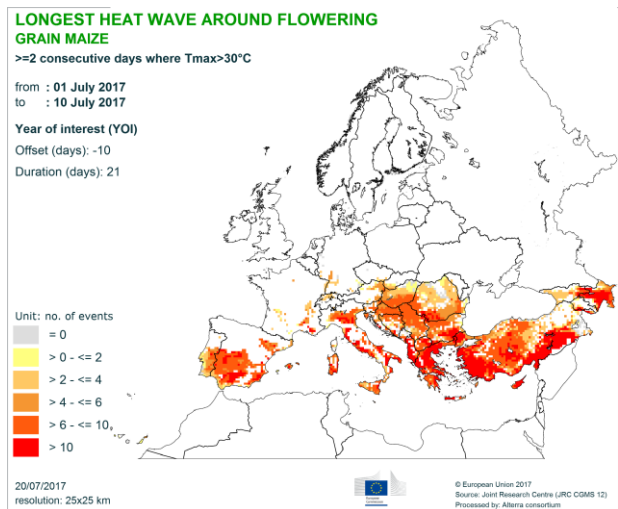 LONGEST HEAT WAVE AROUND FLOWERING
GRAIN MAIZE
>=2 consecutive days where Tmax>30°C
from : 01 July 2017
to : 10 July 2017
Year of interest (YOI)
Offset (days): -10
Duration (days): 21
Unit: no. of events
= 0
> 0 - <= 2
> 2 - <= 4
> 4 - <= 6
> 6 - <= 10
> 10
20/07/2017
resolution: 25x25 km
European
Commission
© European Union 2017
Source: Joint Research Centre (JRC CGMS 12)
Processed by: Alterra consortium